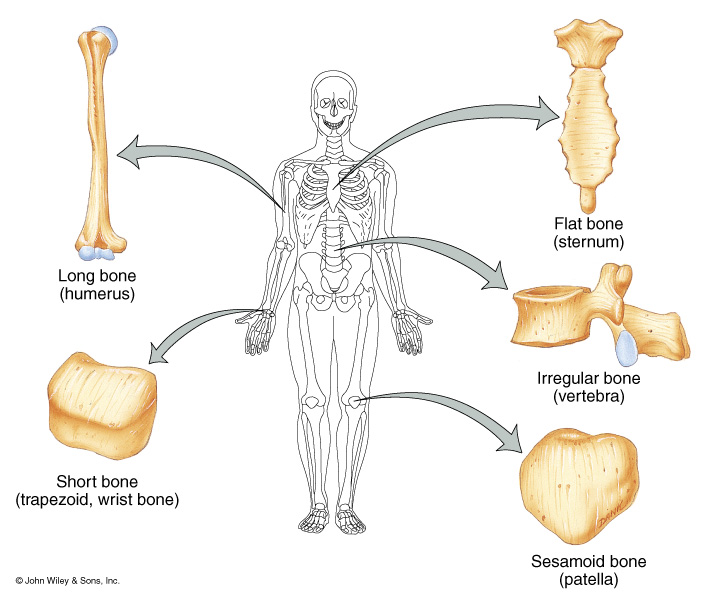 Flat bone
(sternum)
Long bone
(humerus)
Irregular bone
(vertebra)
Short bone
(trapezoid, wrist bone)
Sesamoid bone
(patella)
© John Wiley & Sons, Inc.